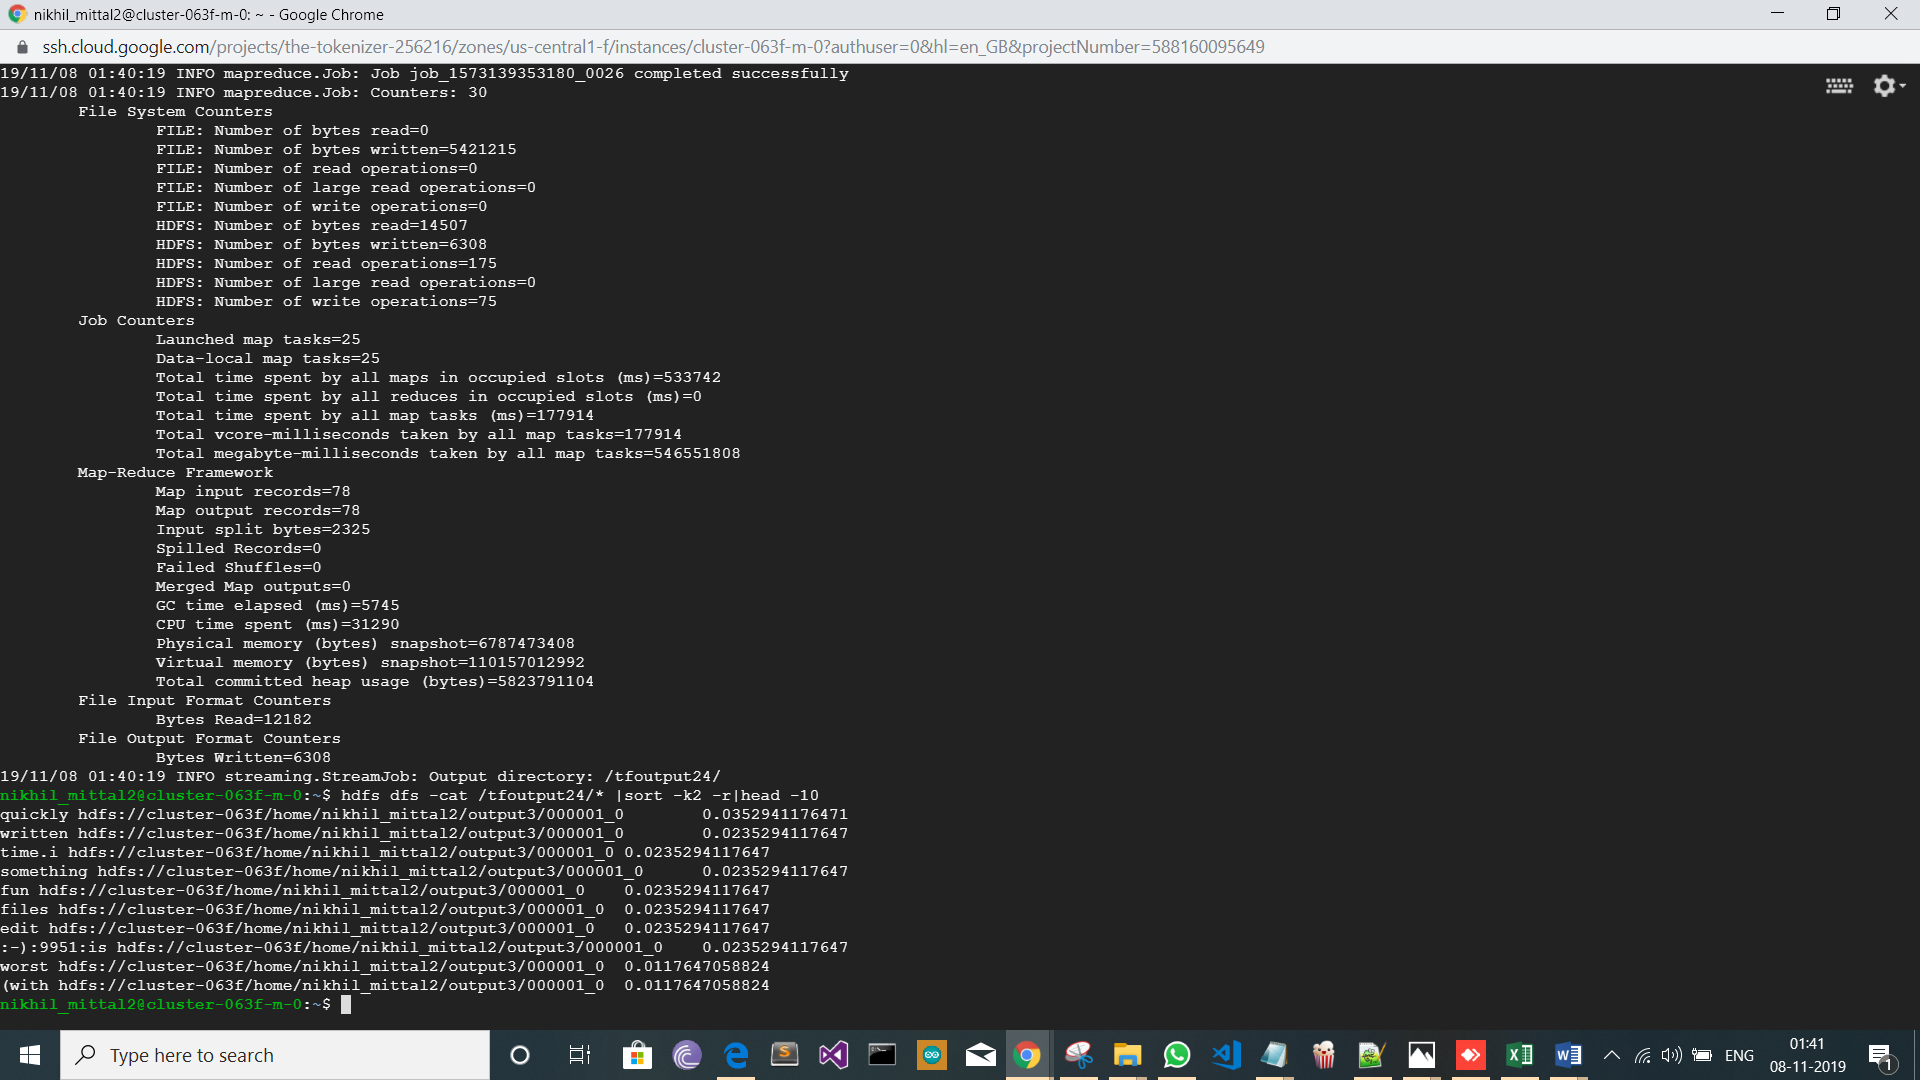 nikhil_mittal2@cluster-063f-m-0: ~ - Google Chrome
ssh.cloud.google.com/projects/the-tokenizer-256216/zones/us-central1-f/instances/cluster-063f-m-0?authuser=0&hl=en_GB&projectNumber=588160095649
19/11/08 01:40:19 INFO mapreduce.Job: Job job_1573139353180_0026 completed successfully
19/11/08 01:40:19 INFO mapreduce.Job: Counters: 30
File System Counters
FILE: Number of bytes read=0
FILE: Number of bytes written=5421215
FILE: Number of read operations=0
FILE: Number of large read operations=0
FILE: Number of write operations=0
HDFS: Number of bytes read=14507
HDFS: Number of bytes written=6308
HDFS: Number of read operations=175
HDFS: Number of large read operations=0
HDFS: Number of write operations=75
Job Counters
Launched map tasks=25
Data-local map tasks=25
Total time spent by all maps in occupied slots (ms)=533742
Total time spent by all reduces in occupied slots (ms)=0
Total time spent by all map tasks (ms)=177914
Total vcore-milliseconds taken by all map tasks=177914
Total megabyte-milliseconds taken by all map tasks=546551808
Map-Reduce Framework
Map input records=78
Map output records=78
Input split bytes=2325
Spilled Records=0
Failed Shuffles=0
Merged Map outputs=0
GC time elapsed (ms)=5745
CPU time spent (ms)=31290
Physical memory (bytes) snapshot=6787473408
Virtual memory (bytes) snapshot=110157012992
Total committed heap usage (bytes)=5823791104
File Input Format Counters
Bytes Read=12182
File Output Format Counters
Bytes Written=6308
19/11/08 01:40:19 INFO streaming.StreamJob: Output directory: /tfoutput24/
nikhil_mittal2@cluster-063f-m-0:~$ hdfs dfs -cat /tfoutput24/* |sort -k2 -r|head -10
quickly hdfs://cluster-063f/home/nikhil_mittal2/output3/000001_0 0.0352941176471
written hdfs://cluster-063f/home/nikhil_mittal2/output3/000001_0 0.0235294117647
time.i hdfs://cluster-063f/home/nikhil_mittal2/output3/000001_0 0.0235294117647
something hdfs://cluster-063f/home/nikhil_mittal2/output3/000001_0 0.0235294117647
fun hdfs://cluster-063f/home/nikhil_mittal2/output3/000001_0 0.0235294117647
files hdfs://cluster-063f/home/nikhil_mittal2/output3/000001_0 0.0235294117647
edit hdfs://cluster-063f/home/nikhil_mittal2/output3/000001_0 0.0235294117647
:-):9951:is hdfs://cluster-063f/home/nikhil_mittal2/output3/000001_0 0.0235294117647
worst hdfs://cluster-063f/home/nikhil_mittal2/output3/000001_0 0.0117647058824
(with hdfs://cluster-063f/home/nikhil_mittal2/output3/000001_0 0.0117647058824
nikhil_mittal2@cluster-063f-m-0:~$
Type here to search
ENG
01:41
08-11-2019
1